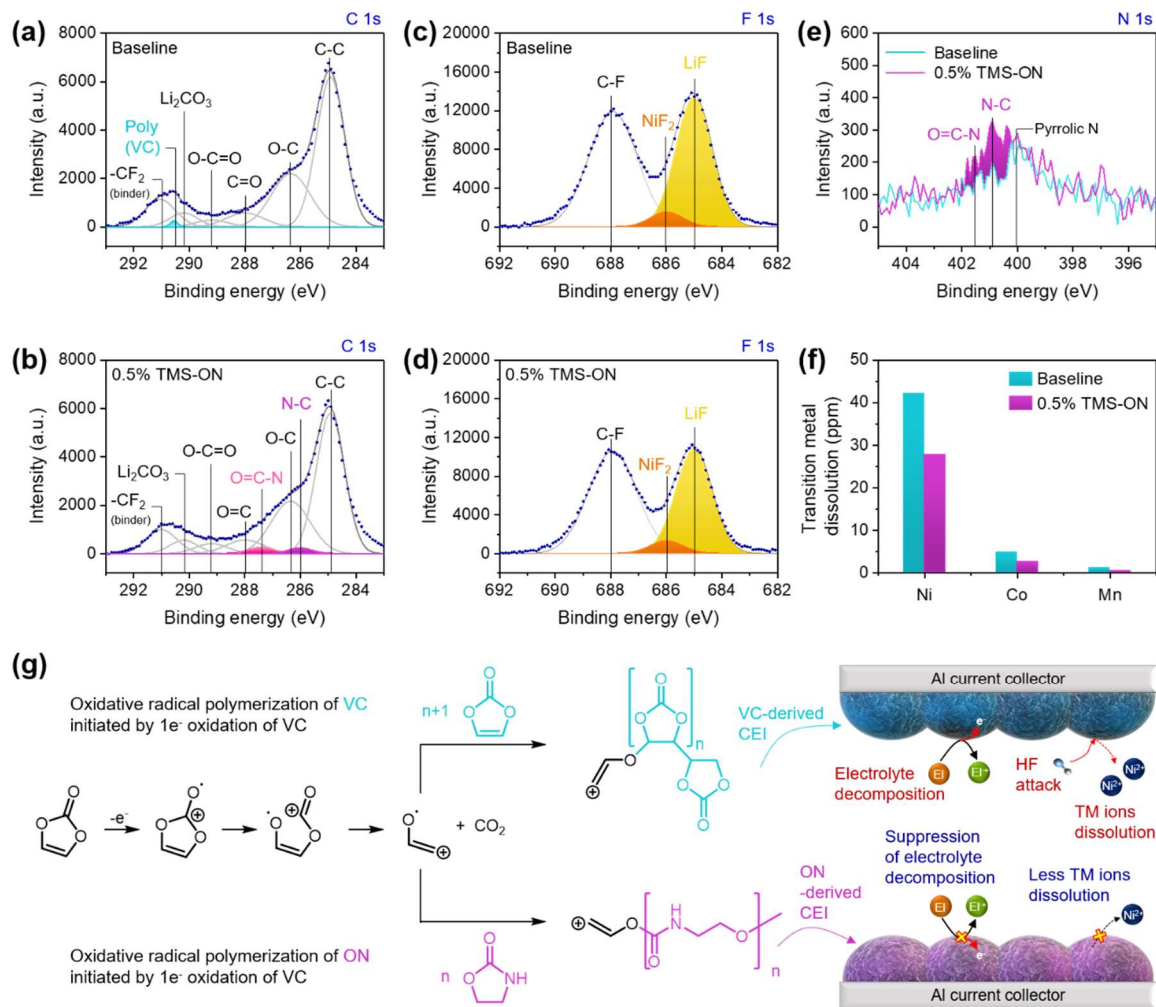 (a)
C 1s
Baseline
C-C
Li₂CO₃
Poly
(VC)
O-C=O
O-C
-CF₂
(binder)
C=O
Intensity (a.u.)
8000
6000
4000
2000
0
292
290
288
286
284
Binding energy (eV)
(c)
F 1s
Baseline
C-F
LiF
NiF₂
Intensity (a.u.)
20000
16000
12000
8000
4000
0
692
690
688
686
684
682
Binding energy (eV)
(e)
N 1s
Baseline
0.5% TMS-ON
N-C
O=C-N
Pyrrolic N
Intensity (a.u.)
600
500
400
300
200
100
0
404
402
400
398
396
Binding energy (eV)
(b)
C 1s
0.5% TMS-ON
C-C
N-C
O-C
O-C=O
Li₂CO₃
O=C-N
-CF₂
(binder)
O=C
Intensity (a.u.)
8000
6000
4000
2000
0
292
290
288
286
284
Binding energy (eV)
(d)
F 1s
0.5% TMS-ON
LiF
C-F
NiF₂
Intensity (a.u.)
20000
16000
12000
8000
4000
0
692
690
688
686
684
682
Binding energy (eV)
(f)
Baseline
0.5% TMS-ON
Transition metal
dissolution (ppm)
50
40
30
20
10
0
Ni
Co
Mn
(g)
Oxidative radical polymerization of VC
initiated by 1e⁻ oxidation of VC
-e⁻
O
O
O
O·
O
O
·O
O
O
O·
+ CO₂
n+1
O
O
O
O
O
O
n
O
O
O
O
VC-derived
CEI
Al current collector
e⁻
El
El⁺
Electrolyte
decomposition
HF
attack
Ni²⁺
Ni²⁺
TM ions
dissolution
Oxidative radical polymerization of ON
initiated by 1e⁻ oxidation of VC
n
O
O
NH
O
O
H
N
O
n
ON
-derived
CEI
Suppression
of electrolyte
decomposition
Less TM ions
dissolution
El
El⁺
e⁻
Ni²⁺
Al current collector